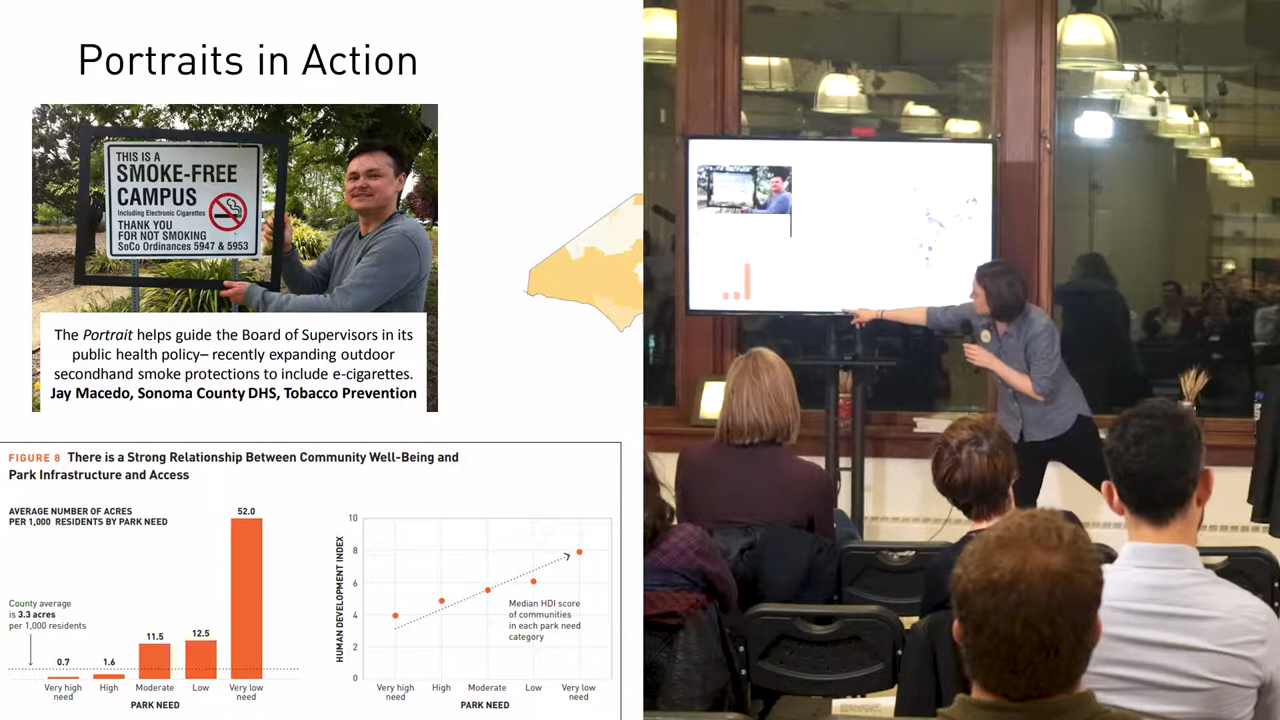 Portraits in Action
THIS IS A
SMOKE-FREE
CAMPUS
Including Electronic Cigarettes
THANK YOU
FOR NOT SMOKING
SoCo Ordinances 5947 & 5953
The Portrait helps guide the Board of Supervisors in its
public health policy– recently expanding outdoor
secondhand smoke protections to include e-cigarettes.
Jay Macedo, Sonoma County DHS, Tobacco Prevention
FIGURE 8 There is a Strong Relationship Between Community Well-Being and
Park Infrastructure and Access
AVERAGE NUMBER OF ACRES
PER 1,000 RESIDENTS BY PARK NEED
County average
is 3.3 acres
per 1,000 residents
0.7
1.6
11.5
12.5
52.0
Very high
need
High
Moderate
Low
Very low
need
PARK NEED
HUMAN DEVELOPMENT INDEX
10
8
6
4
2
0
Median HDI score
of communities
in each park need
category
Very high
need
High
Moderate
Low
Very low
need
PARK NEED